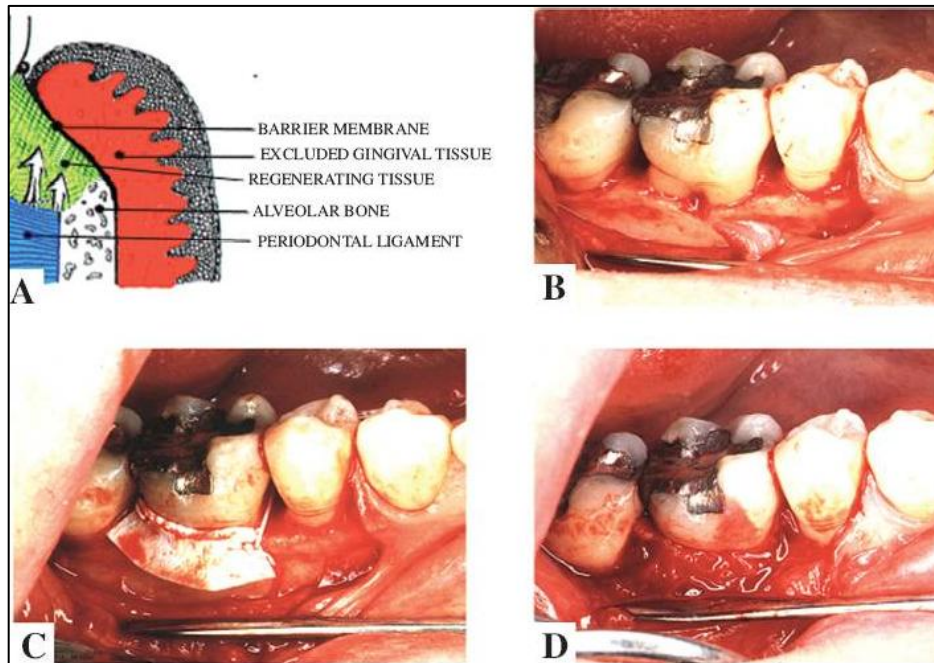 BARRIER MEMBRANE
EXCLUDED GINGIVAL TISSUE
REGENERATING TISSUE
ALVEOLAR BONE
PERIODONTAL LIGAMENT
A
B
C
D